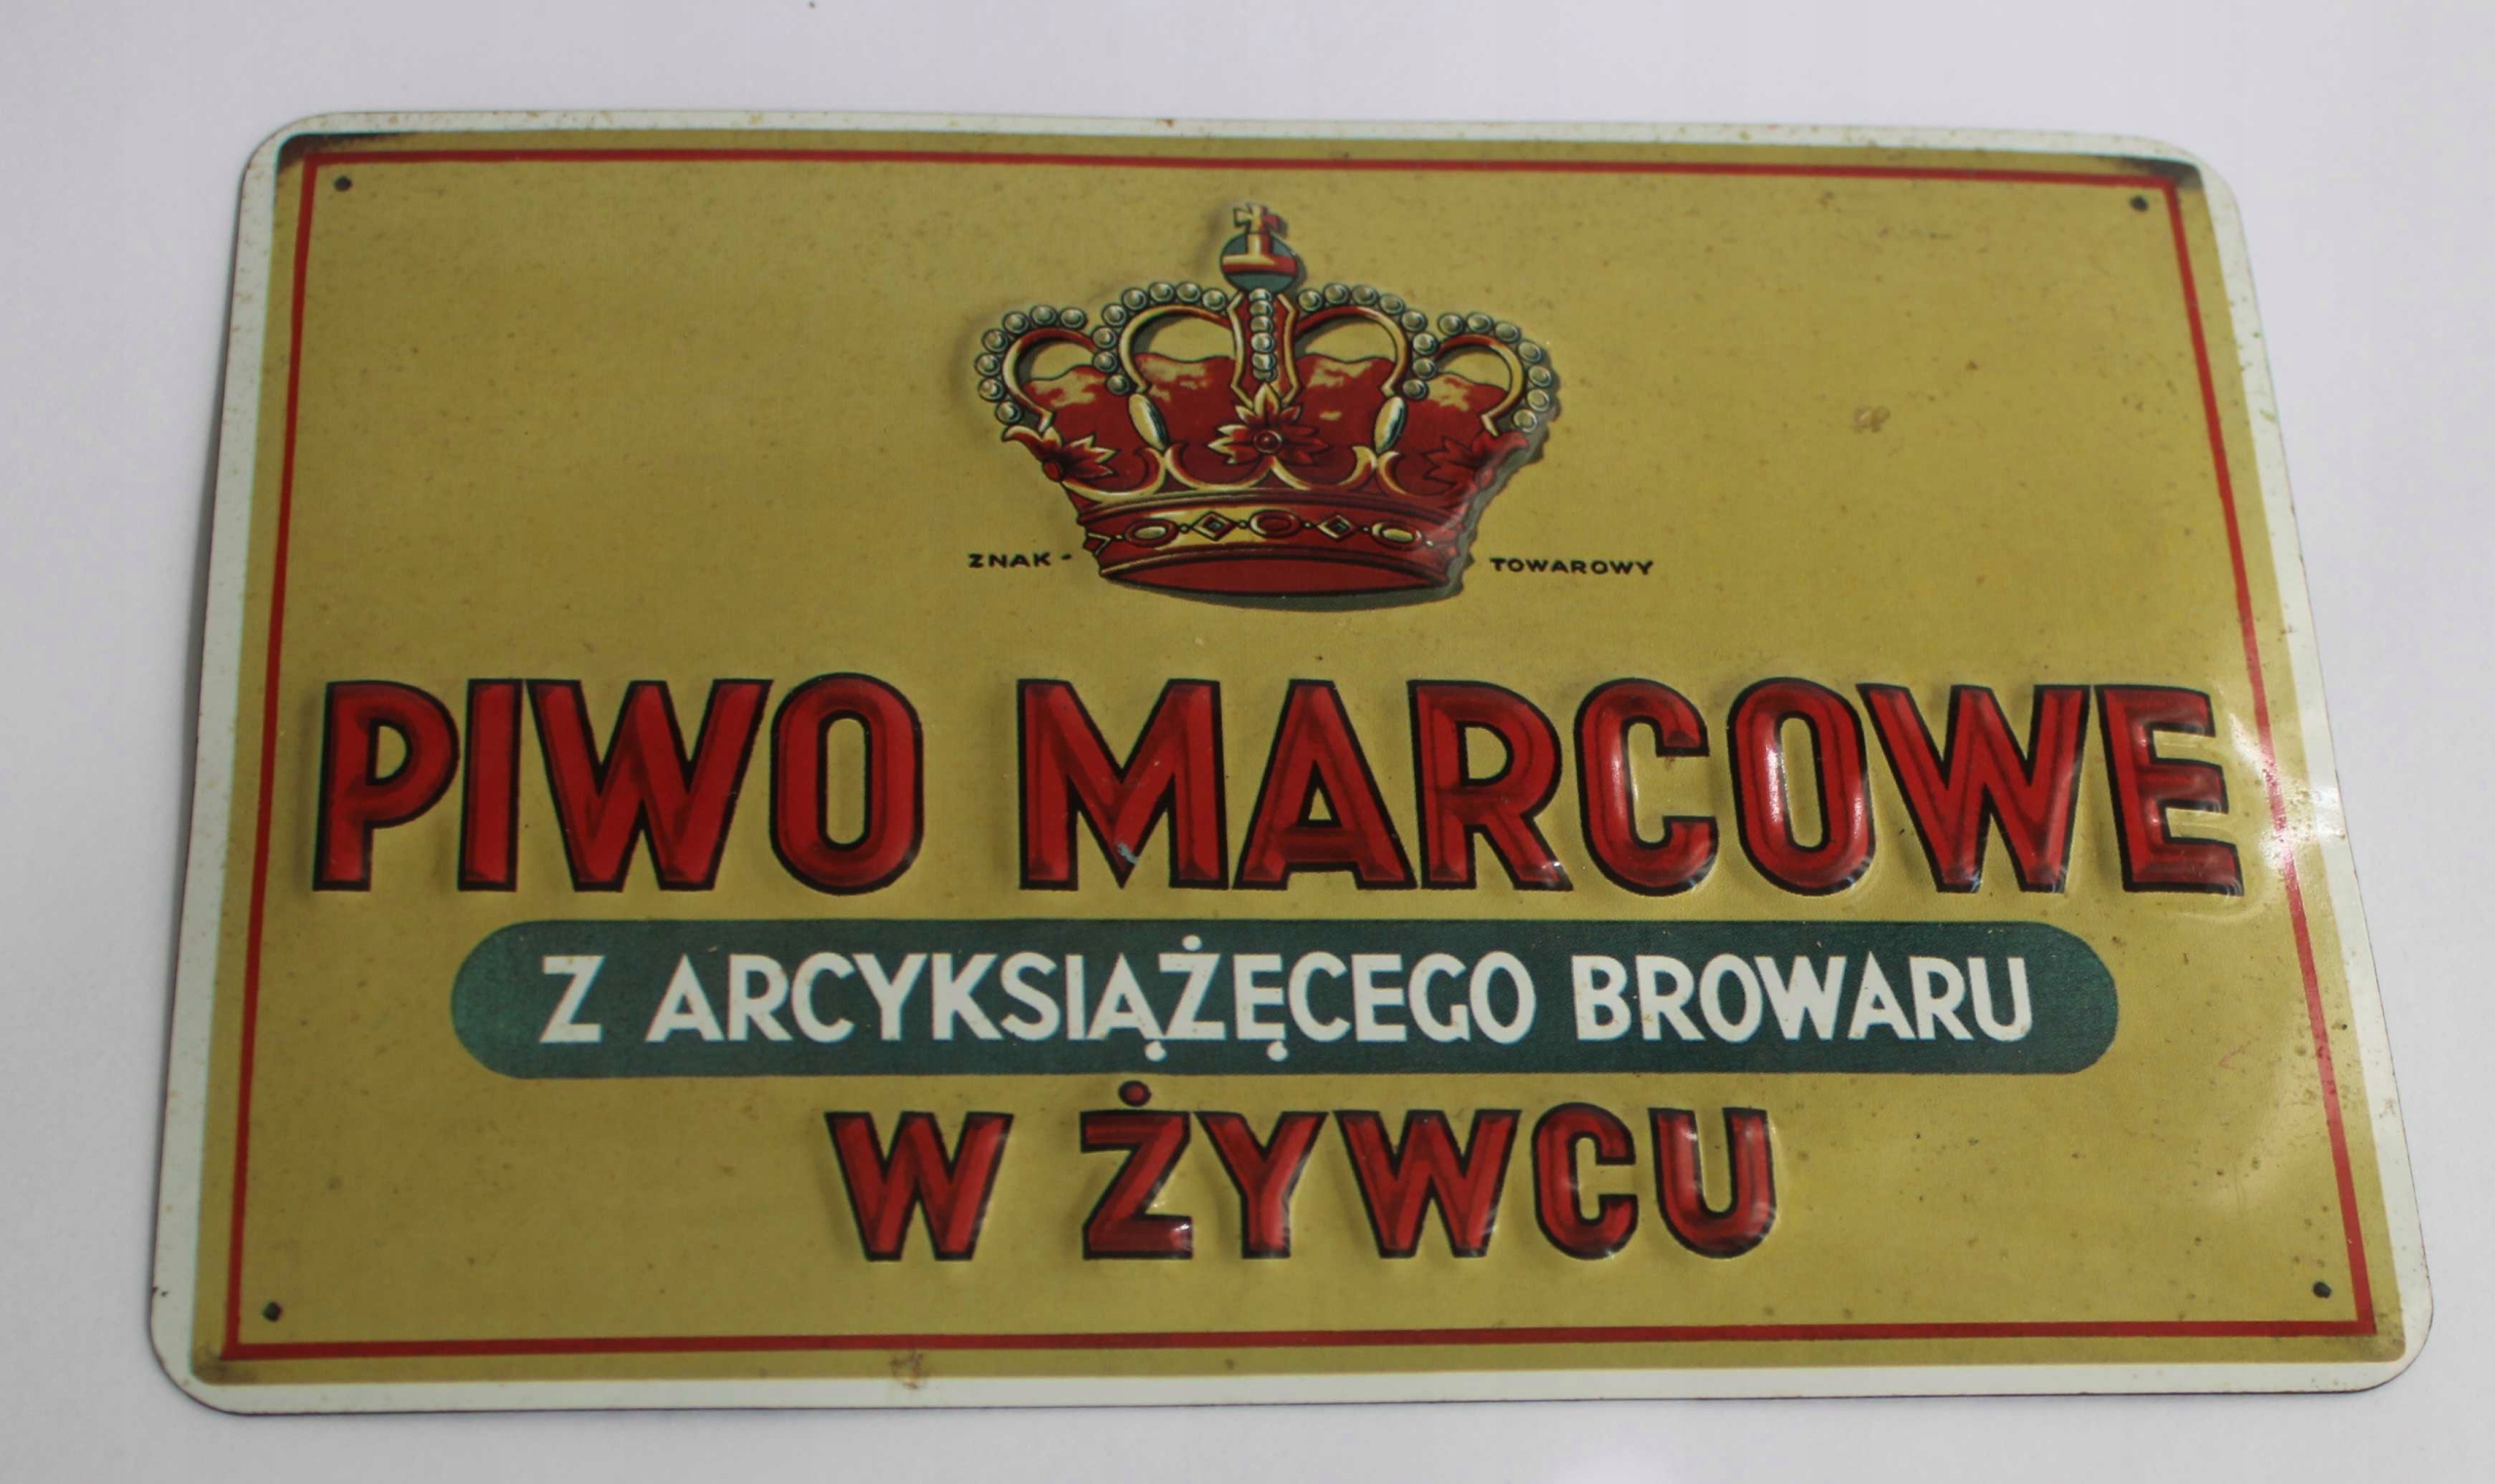 ZNAK - TOWAROWY
PIWO MARCOWE
Z ARCYKSIĄŻĘCEGO BROWARU
W ŻYWCU